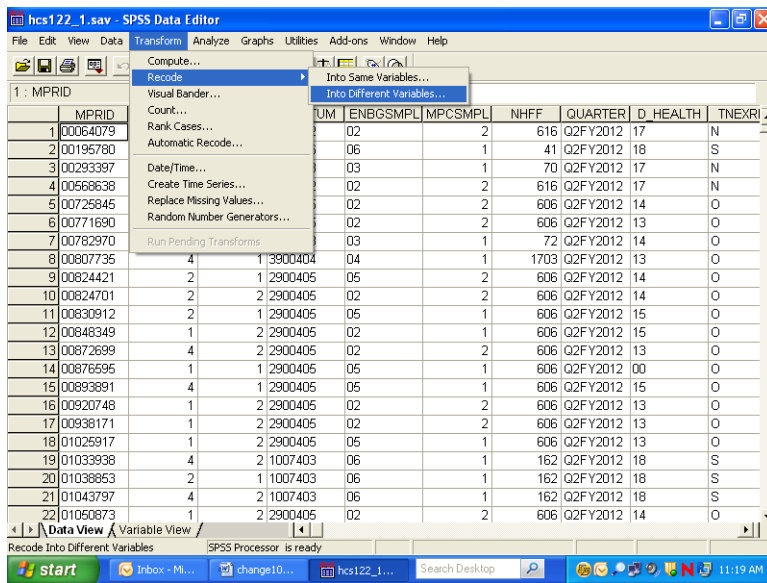 hcs122_1.sav - SPSS Data Editor
File Edit View Data Transform Analyze Graphs Utilities Add-ons Window Help
Compute...
Recode
Visual Bander...
Count...
Rank Cases...
Automatic Recode...
Date/Time...
Create Time Series...
Replace Missing Values...
Random Number Generators...
Run Pending Transforms
Into Same Variables...
Into Different Variables...
1 : MPRID
MPRID UM ENBGSMPL MPCSMPL NHFF QUARTER D_HEALTH TNEXRE
1 00064079 02 2 616 Q2FY2012 17 N
2 00195780 06 1 41 Q2FY2012 18 S
3 00293397 03 1 70 Q2FY2012 17 N
4 00568638 02 2 616 Q2FY2012 17 N
5 00725845 02 2 606 Q2FY2012 14 O
6 00771690 02 2 606 Q2FY2012 13 O
7 00782970 03 1 72 Q2FY2012 14 O
8 00807735 4 1 3900404 04 1 1703 Q2FY2012 13 O
9 00824421 2 1 2900405 05 2 606 Q2FY2012 14 O
10 00824701 2 2 2900405 02 2 606 Q2FY2012 14 O
11 00830912 2 1 2900405 05 1 606 Q2FY2012 15 O
12 00848349 1 2 2900405 02 1 606 Q2FY2012 15 O
13 00872699 4 2 2900405 02 2 606 Q2FY2012 13 O
14 00876595 1 1 2900405 05 1 606 Q2FY2012 00 O
15 00893891 4 1 2900405 05 1 606 Q2FY2012 15 O
16 00920748 1 2 2900405 02 2 606 Q2FY2012 13 O
17 00938171 1 2 2900405 02 2 606 Q2FY2012 13 O
18 01025917 1 2 2900405 05 1 606 Q2FY2012 13 O
19 01033938 4 2 1007403 06 1 162 Q2FY2012 18 S
20 01038853 2 1 1007403 06 1 162 Q2FY2012 18 S
21 01043797 4 2 1007403 06 1 162 Q2FY2012 18 S
22 01050873 1 2 2900405 02 2 606 Q2FY2012 14 O
Data View Variable View
Recode Into Different Variables SPSS Processor is ready
start Inbox - Mi... change10... hcs122_1... Search Desktop 11:19 AM